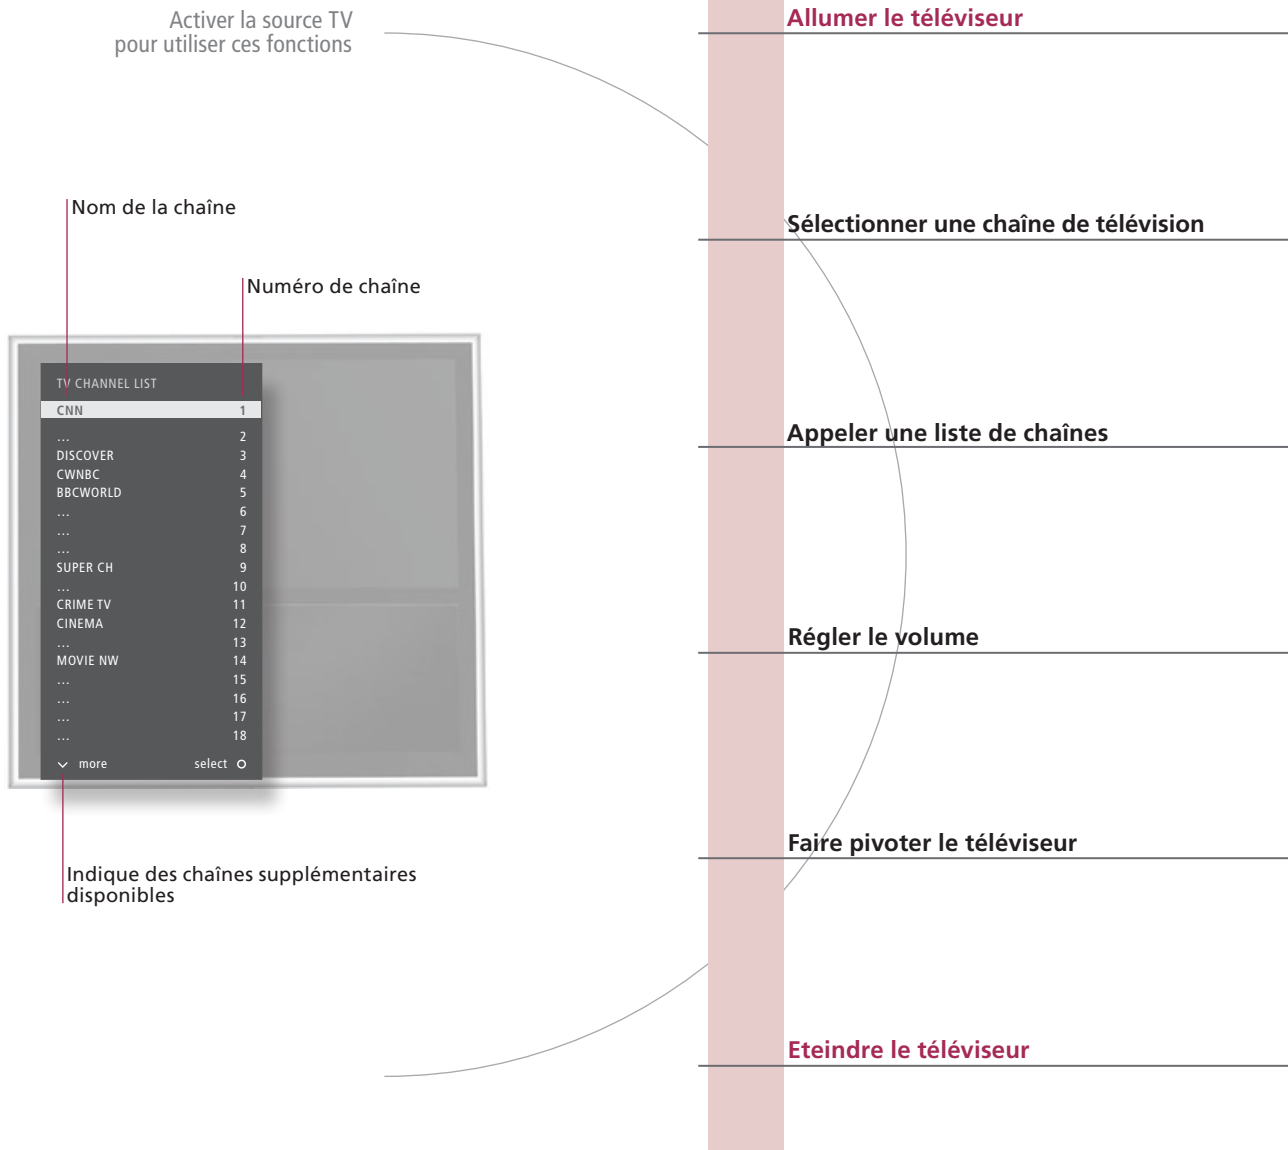 Activer la source TV
pour utiliser ces fonctions
Nom de la chaîne
Numéro de chaîne
TV CHANNEL LIST
CNN 1
... 2
DISCOVER 3
CWNBC 4
BBCWORLD 5
... 6
... 7
... 8
SUPER CH 9
... 10
CRIME TV 11
CINEMA 12
... 13
MOVIE NW 14
... 15
... 16
... 17
... 18
more select
Indique des chaînes supplémentaires
disponibles
Allumer le téléviseur
Sélectionner une chaîne de télévision
Appeler une liste de chaînes
Régler le volume
Faire pivoter le téléviseur
Eteindre le téléviseur